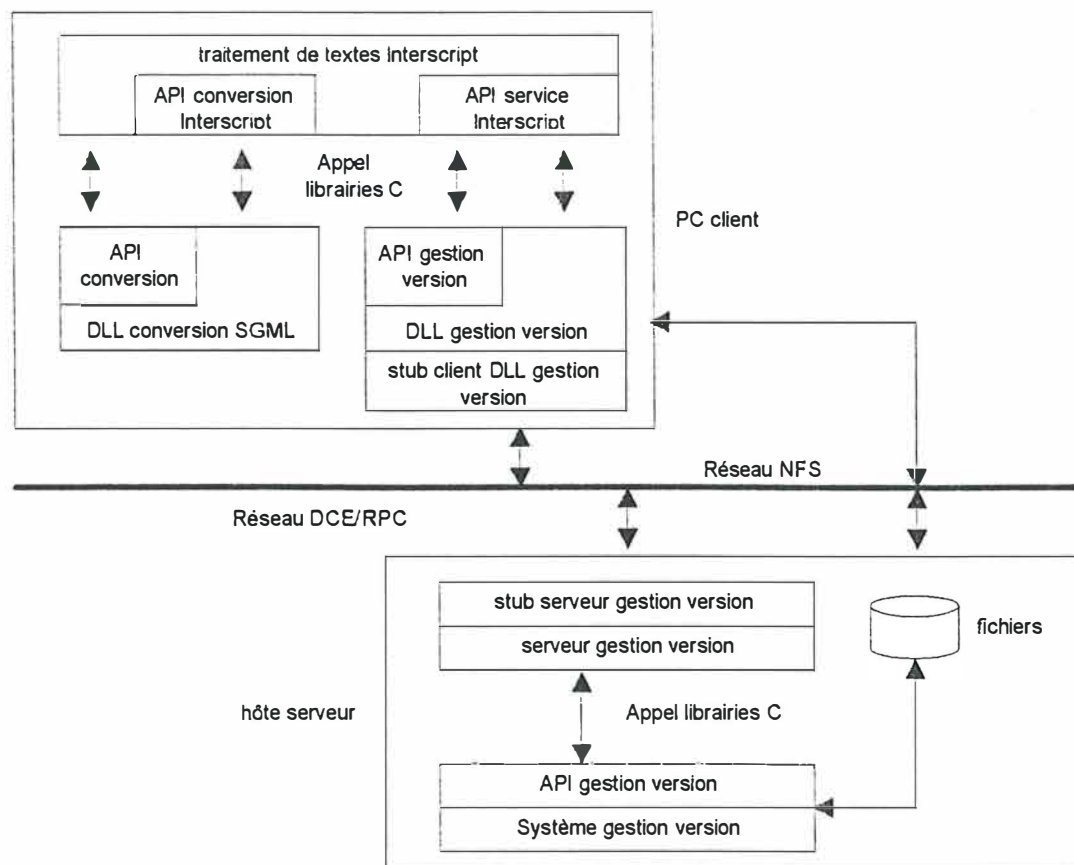 traitement de textes Interscript
API conversion
Interscript
API service
Interscript
Appel
librairies C
PC client
API
conversion
DLL conversion SGML
API gestion
version
DLL gestion version
stub client DLL gestion
version
Réseau NFS
Réseau DCE/RPC
stub serveur gestion version
serveur gestion version
fichiers
hôte serveur
Appel librairies C
API gestion version
Système gestion version